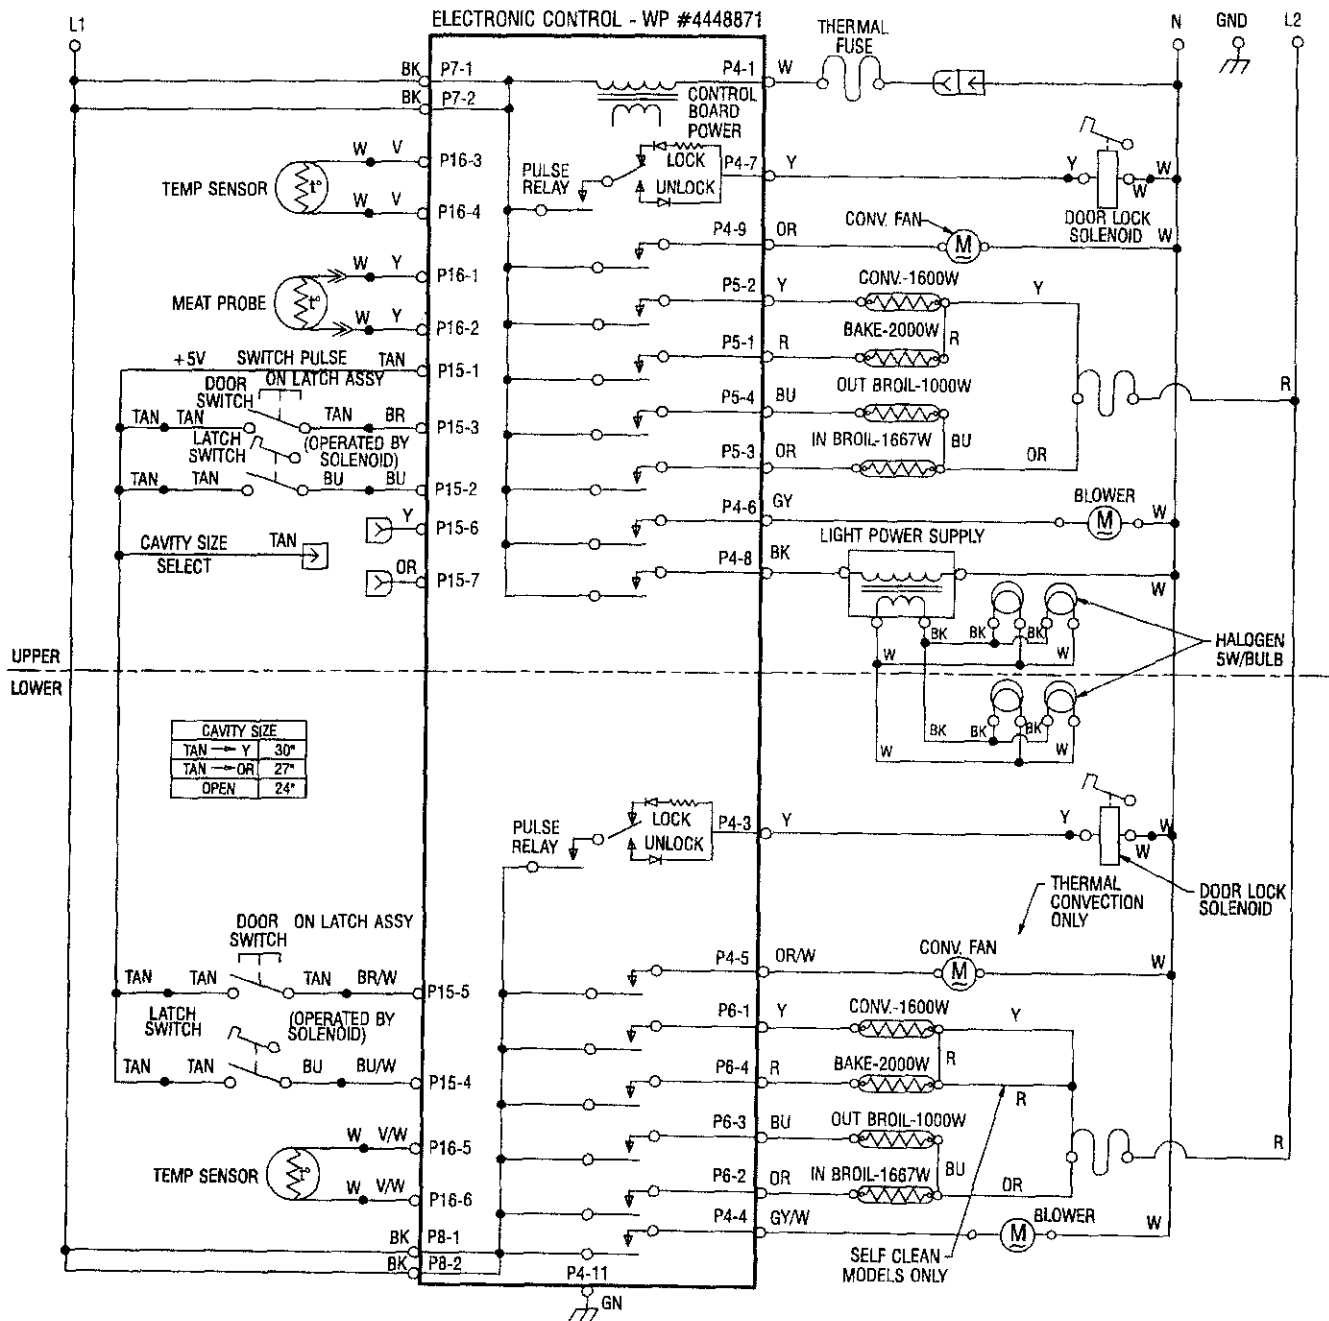 ELECTRONIC CONTROL - WP #4448871
L1
THERMAL
FUSE
N
GND
L2
BK P7-1
P4-1 W
BK P7-2
CONTROL
BOARD
POWER
W V P16-3
TEMP SENSOR
t°
W V P16-4
PULSE
RELAY
LOCK
UNLOCK
P4-7 Y
Y
W
W
DOOR LOCK
SOLENOID
P4-9 OR
CONV. FAN
M
W
W Y P16-1
MEAT PROBE
t°
W Y P16-2
P5-2 Y
CONV.-1600W
Y
BAKE-2000W
R
P5-1 R
+5V SWITCH PULSE TAN P15-1
DOOR
SWITCH
ON LATCH ASSY
TAN TAN TAN BR P15-3
LATCH
SWITCH
(OPERATED BY
SOLENOID)
TAN TAN BU BU P15-2
OUT BROIL-1000W
P5-4 BU
IN BROIL-1667W
BU
P5-3 OR
OR
R
Y P15-6
P4-6 GY
BLOWER
M
W
CAVITY SIZE
SELECT
TAN
OR P15-7
P4-8 BK
LIGHT POWER SUPPLY
W
BK BK BK
W W
HALOGEN
5W/BULB
UPPER
LOWER
BK BK BK
W W
CAVITY SIZE
TAN → Y 30"
TAN → OR 27"
OPEN 24"
PULSE
RELAY
LOCK
UNLOCK
P4-3 Y
Y
W
W
DOOR LOCK
SOLENOID
THERMAL
CONVECTION
ONLY
DOOR
SWITCH
ON LATCH ASSY
TAN TAN TAN BR/W P15-5
LATCH
SWITCH
(OPERATED BY
SOLENOID)
TAN TAN BU BU/W P15-4
P4-5 OR/W
CONV. FAN
M
W
P6-1 Y
CONV.-1600W
Y
P6-4 R
BAKE-2000W
R
R
P6-3 BU
OUT BROIL-1000W
W V/W P16-5
TEMP SENSOR
t°
W V/W P16-6
P6-2 OR
IN BROIL-1667W
BU
OR
R
P4-4 GY/W
BLOWER
M
W
BK P8-1
BK P8-2
SELF CLEAN
MODELS ONLY
P4-11
GN